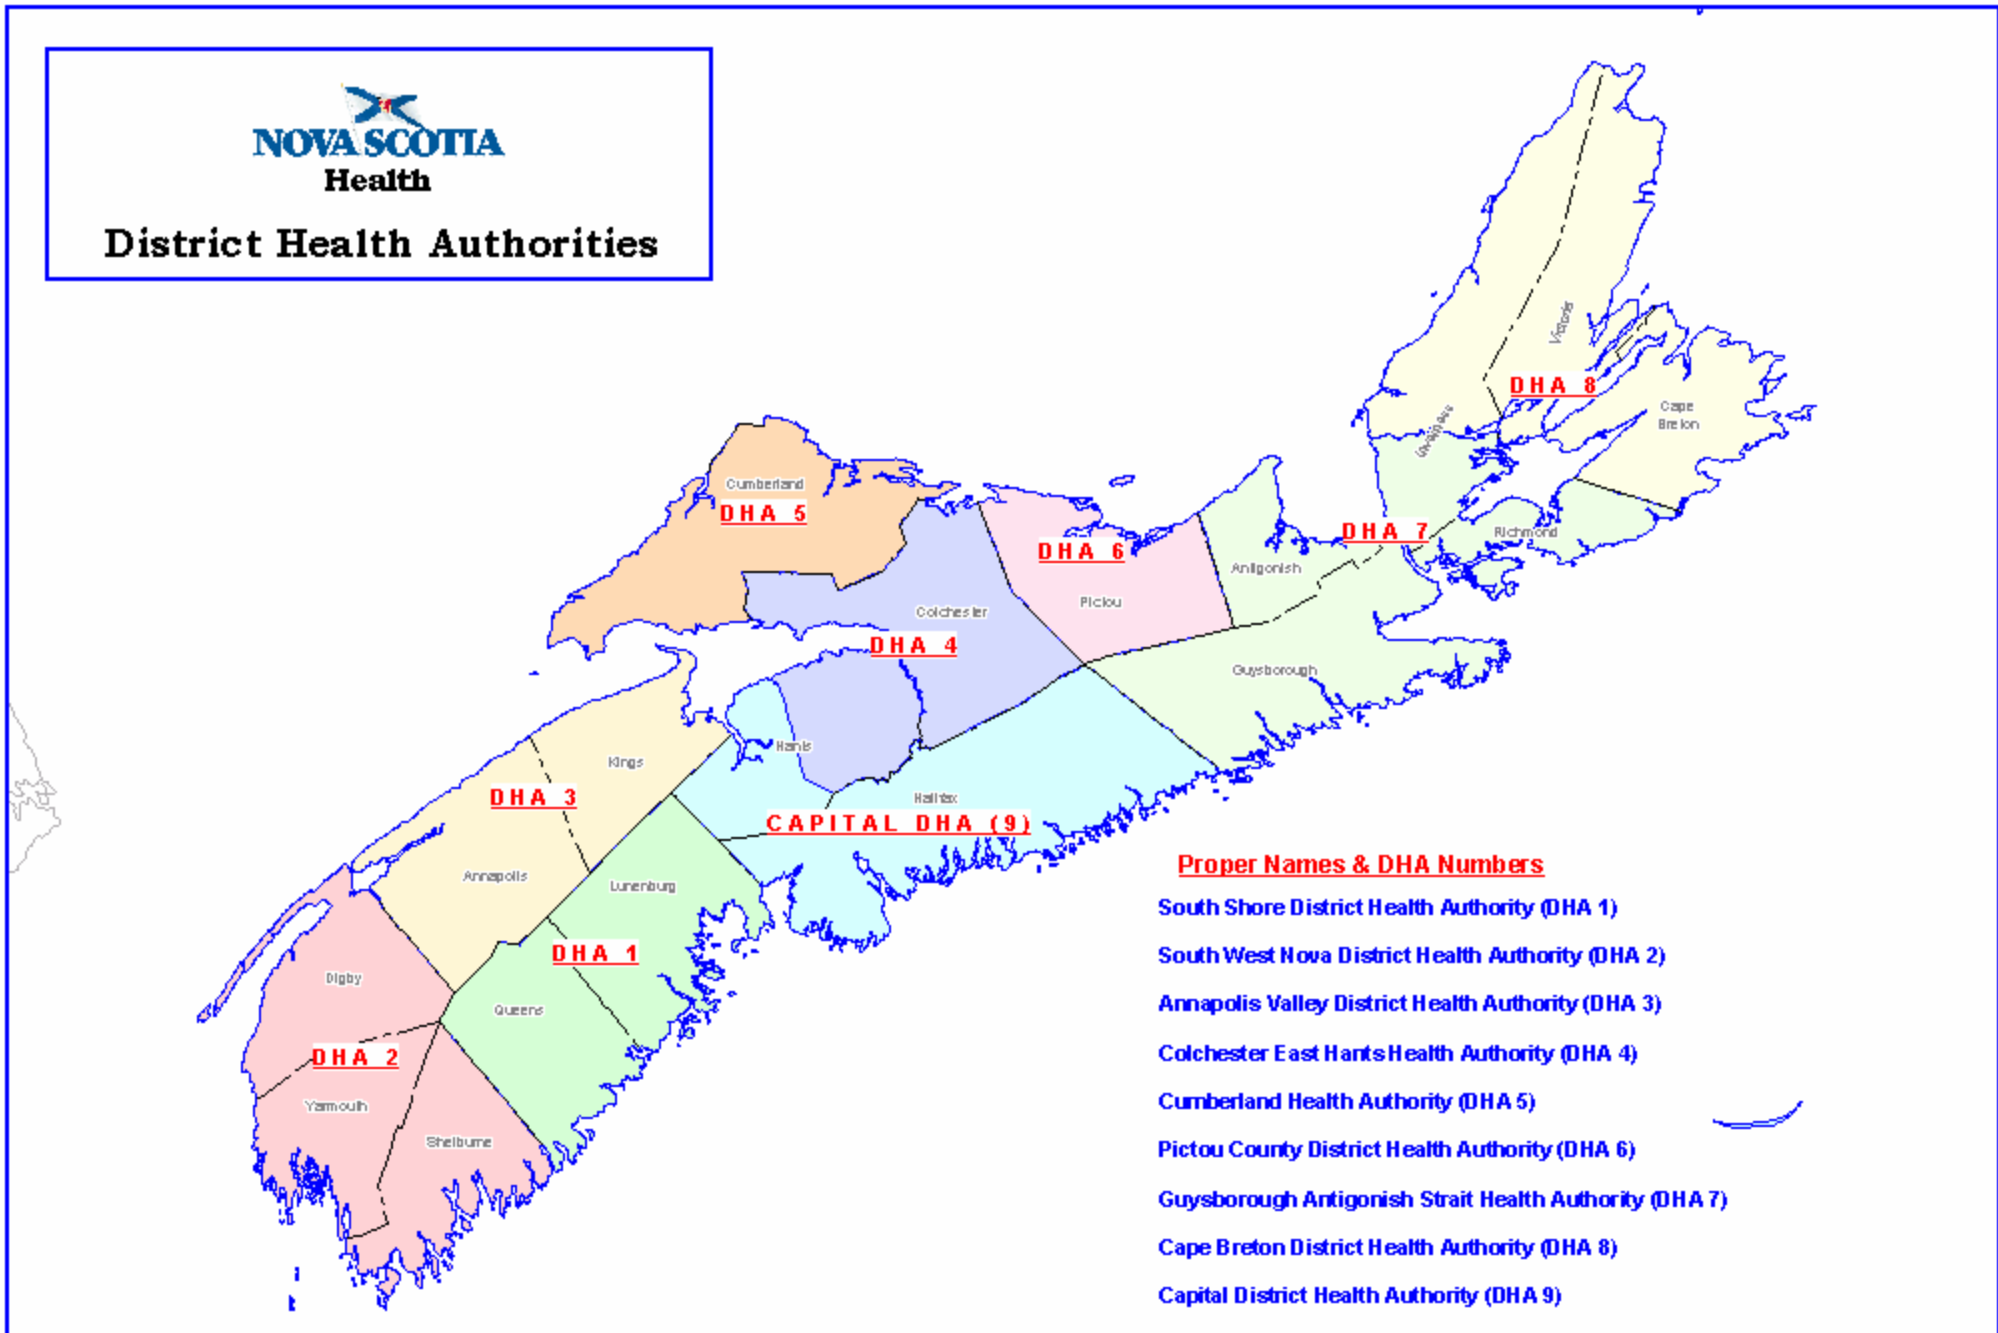 NOVA SCOTIA
Health
District Health Authorities
Victoria
DHA 8
Cape
Breton
Inverness
Cumberland
DHA 5
DHA 7
Richmond
DHA 6
Antigonish
Pictou
Colchester
DHA 4
Guysborough
Hants
Kings
DHA 3
Halifax
CAPITAL DHA (9)
Annapolis
Lunenburg
DHA 1
Digby
Queens
DHA 2
Yarmouth
Shelburne
Proper Names & DHA Numbers
South Shore District Health Authority (DHA 1)
South West Nova District Health Authority (DHA 2)
Annapolis Valley District Health Authority (DHA 3)
Colchester East Hants Health Authority (DHA 4)
Cumberland Health Authority (DHA 5)
Pictou County District Health Authority (DHA 6)
Guysborough Antigonish Strait Health Authority (DHA 7)
Cape Breton District Health Authority (DHA 8)
Capital District Health Authority (DHA 9)